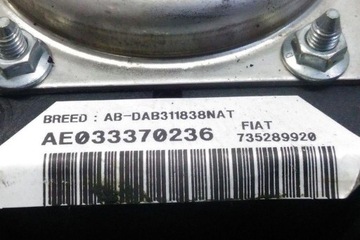 BREED : AB-DAB311838NAT
AE033370236 FIAT
735289920